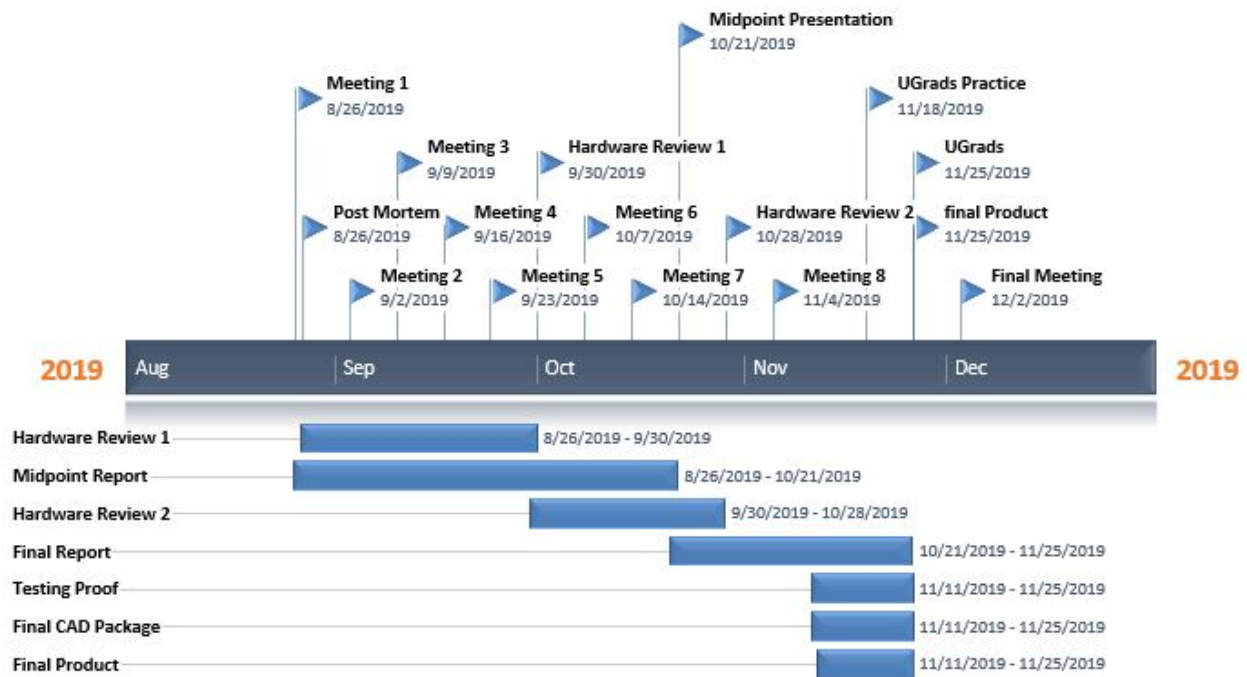 Midpoint Presentation
10/21/2019
Meeting 1
8/26/2019
UGrads Practice
11/18/2019
Meeting 3
9/9/2019
Hardware Review 1
9/30/2019
UGrads
11/25/2019
Post Mortem
8/26/2019
Meeting 4
9/16/2019
Meeting 6
10/7/2019
Hardware Review 2
10/28/2019
final Product
11/25/2019
Meeting 2
9/2/2019
Meeting 5
9/23/2019
Meeting 7
10/14/2019
Meeting 8
11/4/2019
Final Meeting
12/2/2019
2019 Aug Sep Oct Nov Dec 2019
Hardware Review 1 8/26/2019 - 9/30/2019
Midpoint Report 8/26/2019 - 10/21/2019
Hardware Review 2 9/30/2019 - 10/28/2019
Final Report 10/21/2019 - 11/25/2019
Testing Proof 11/11/2019 - 11/25/2019
Final CAD Package 11/11/2019 - 11/25/2019
Final Product 11/11/2019 - 11/25/2019